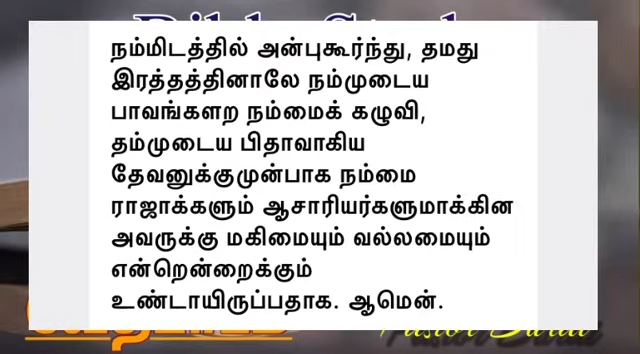 நம்மிடத்தில் அன்புகூர்ந்து, தமது
இரத்தத்தினாலே நம்முடைய
பாவங்களற நம்மைக் கழுவி,
தம்முடைய பிதாவாகிய
தேவனுக்குமுன்பாக நம்மை
ராஜாக்களும் ஆசாரியர்களுமாக்கின
அவருக்கு மகிமையும் வல்லமையும்
என்றென்றைக்கும்
உண்டாயிருப்பதாக. ஆமென்.